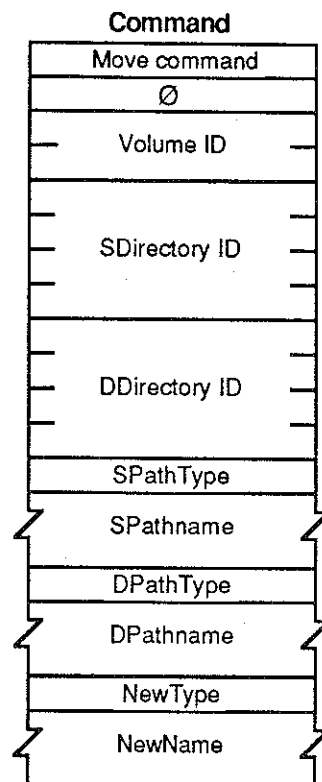 Command
Move command
Ø
Volume ID
SDirectory ID
DDirectory ID
SPathType
SPathname
DPathType
DPathname
NewType
NewName